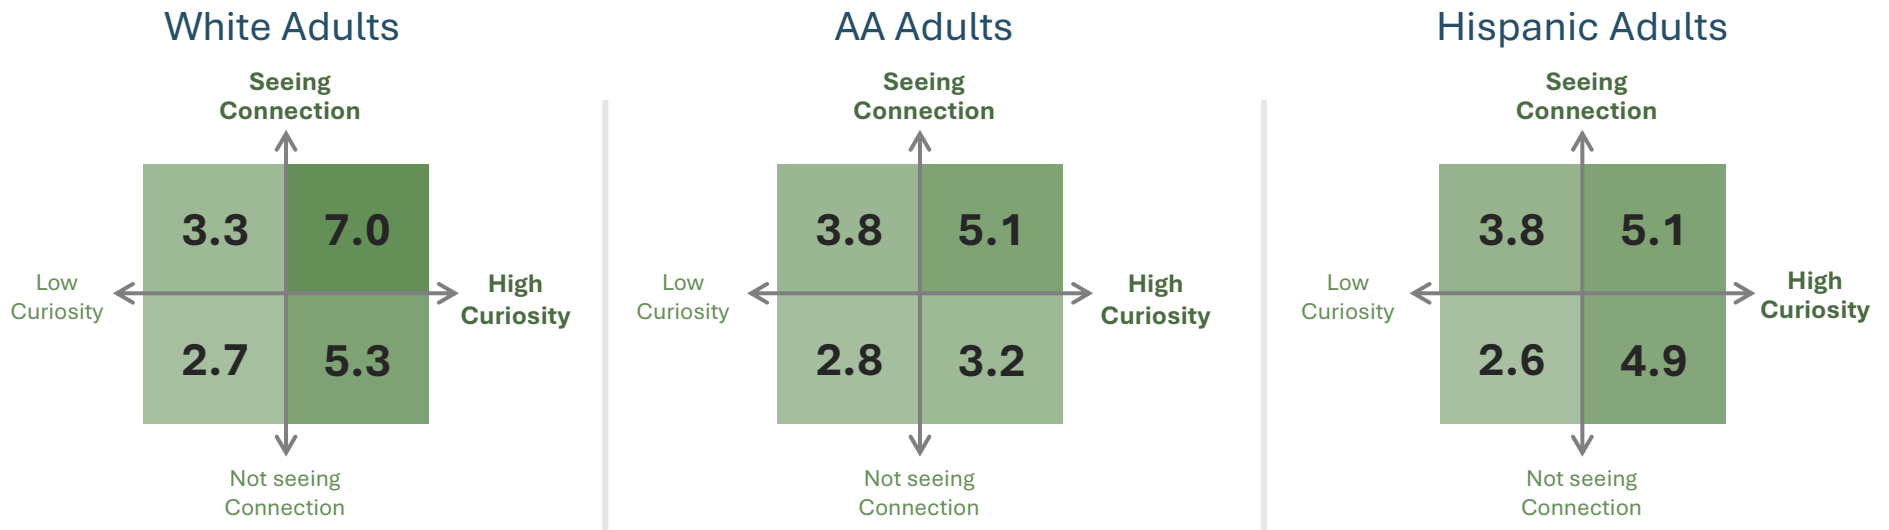 White Adults
Seeing
Connection
3.3
7.0
Low
Curiosity
High
Curiosity
2.7
5.3
Not seeing
Connection
AA Adults
Seeing
Connection
3.8
5.1
Low
Curiosity
High
Curiosity
2.8
3.2
Not seeing
Connection
Hispanic Adults
Seeing
Connection
3.8
5.1
Low
Curiosity
High
Curiosity
2.6
4.9
Not seeing
Connection